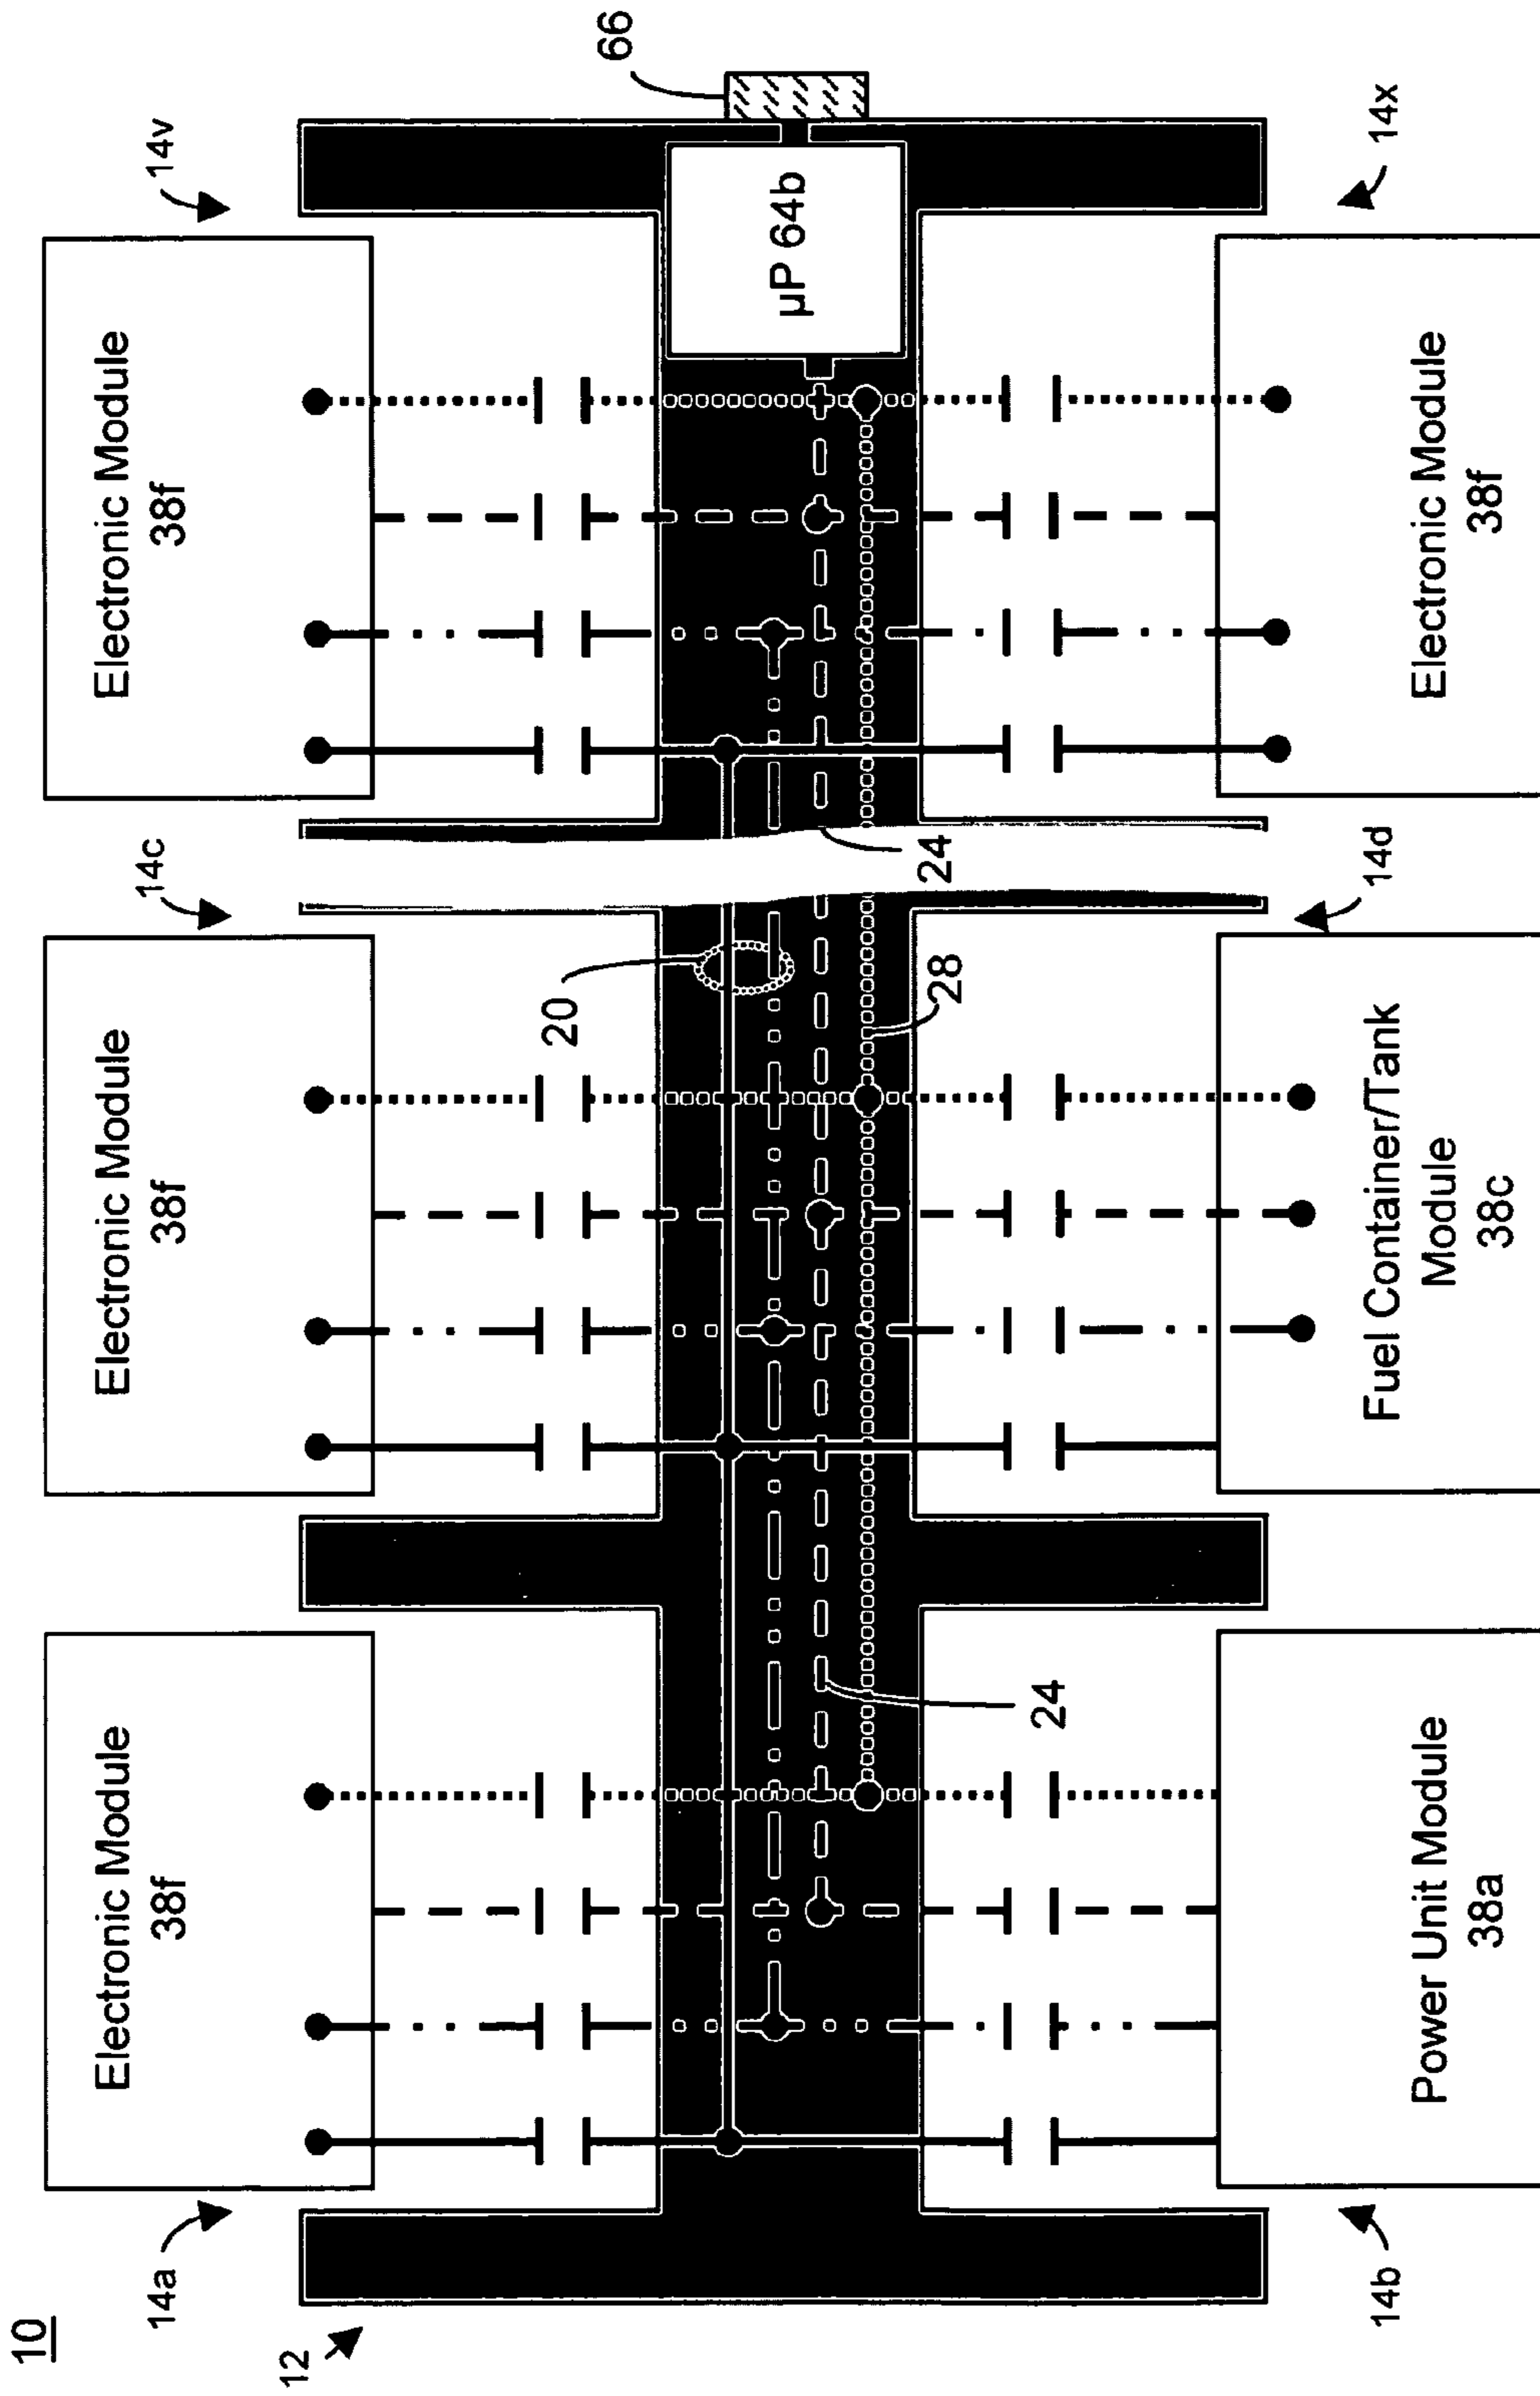 10
12
14a
14c
14v
Electronic Module
38f
Electronic Module
38f
Electronic Module
38f
20
µP 64b
66
24
28
24
Power Unit Module
38a
Fuel Container/Tank
Module
38c
Electronic Module
38f
14b
14d
14x